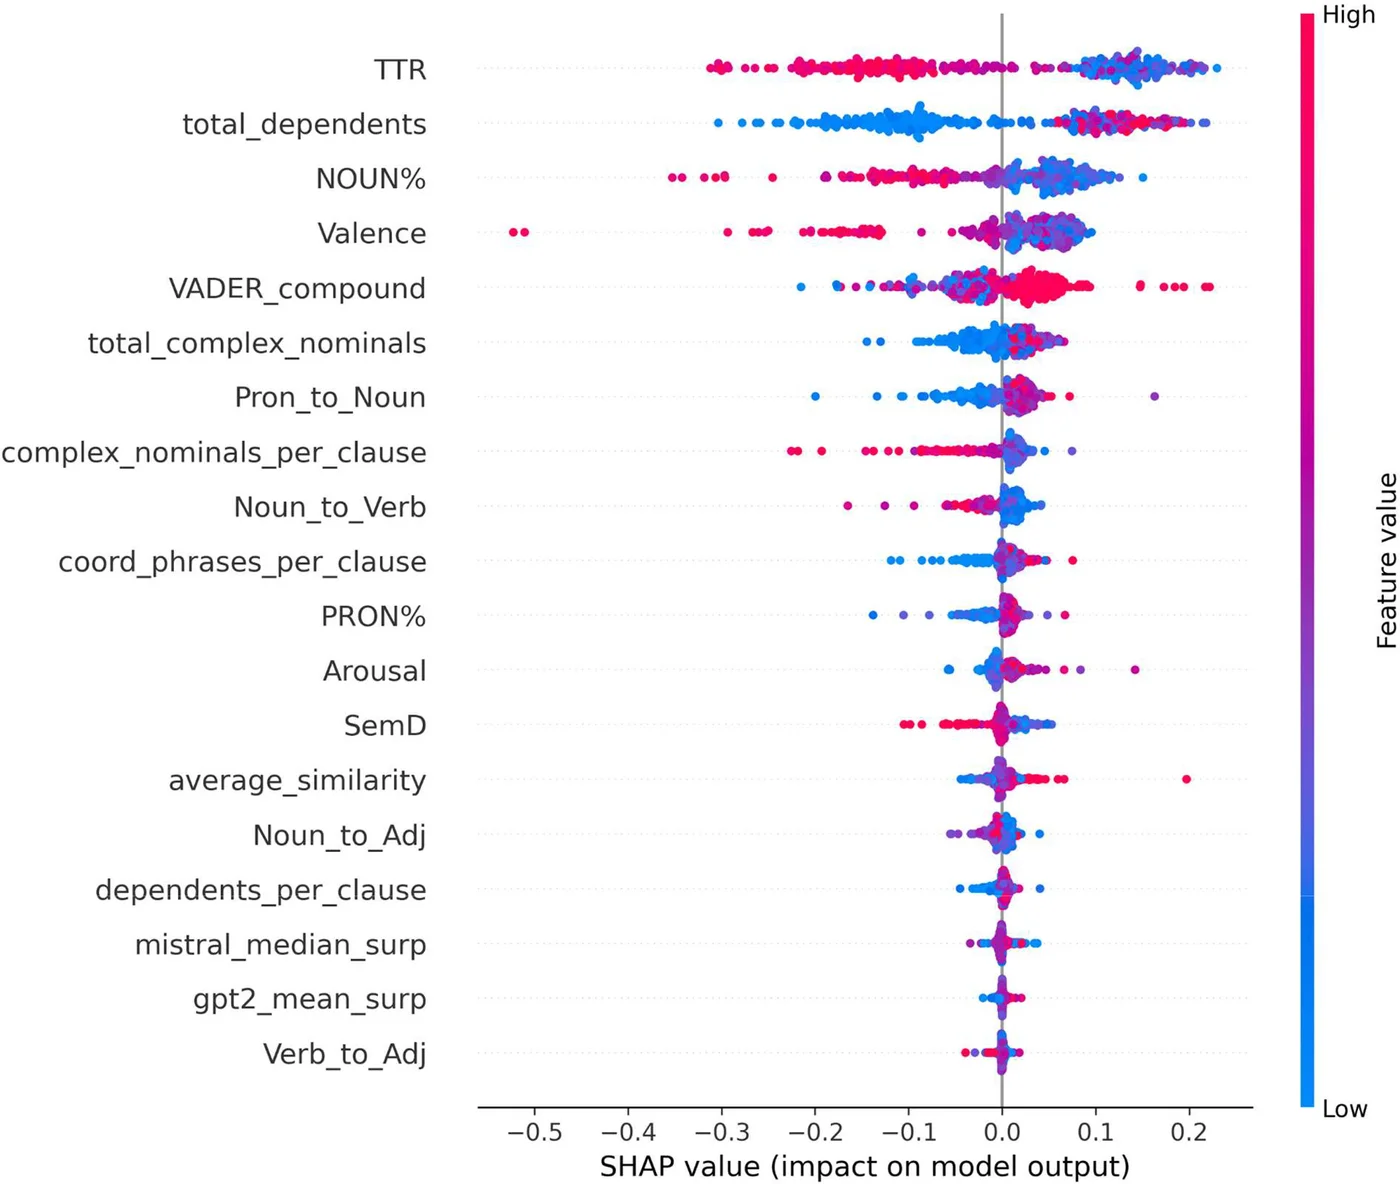 High
TTR
total_dependents
NOUN%
Valence
VADER_compound
total_complex_nominals
Pron_to_Noun
complex_nominals_per_clause
Noun_to_Verb
coord_phrases_per_clause
PRON%
Arousal
SemD
average_similarity
Noun_to_Adj
dependents_per_clause
mistral_median_surp
gpt2_mean_surp
Verb_to_Adj
Feature value
Low
−0.5 −0.4 −0.3 −0.2 −0.1 0.0 0.1 0.2
SHAP value (impact on model output)